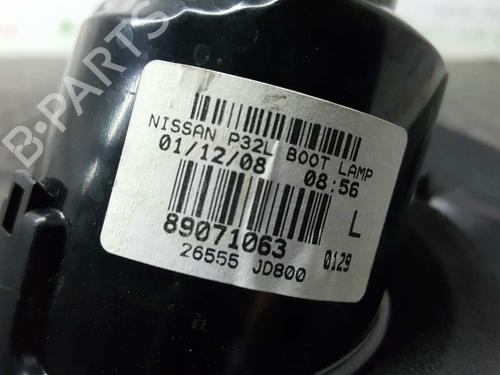 NISSAN P32L BOOT LAMP
01/12/08 08:56
L
89071063
0129
26555 JD800
B-PARTS